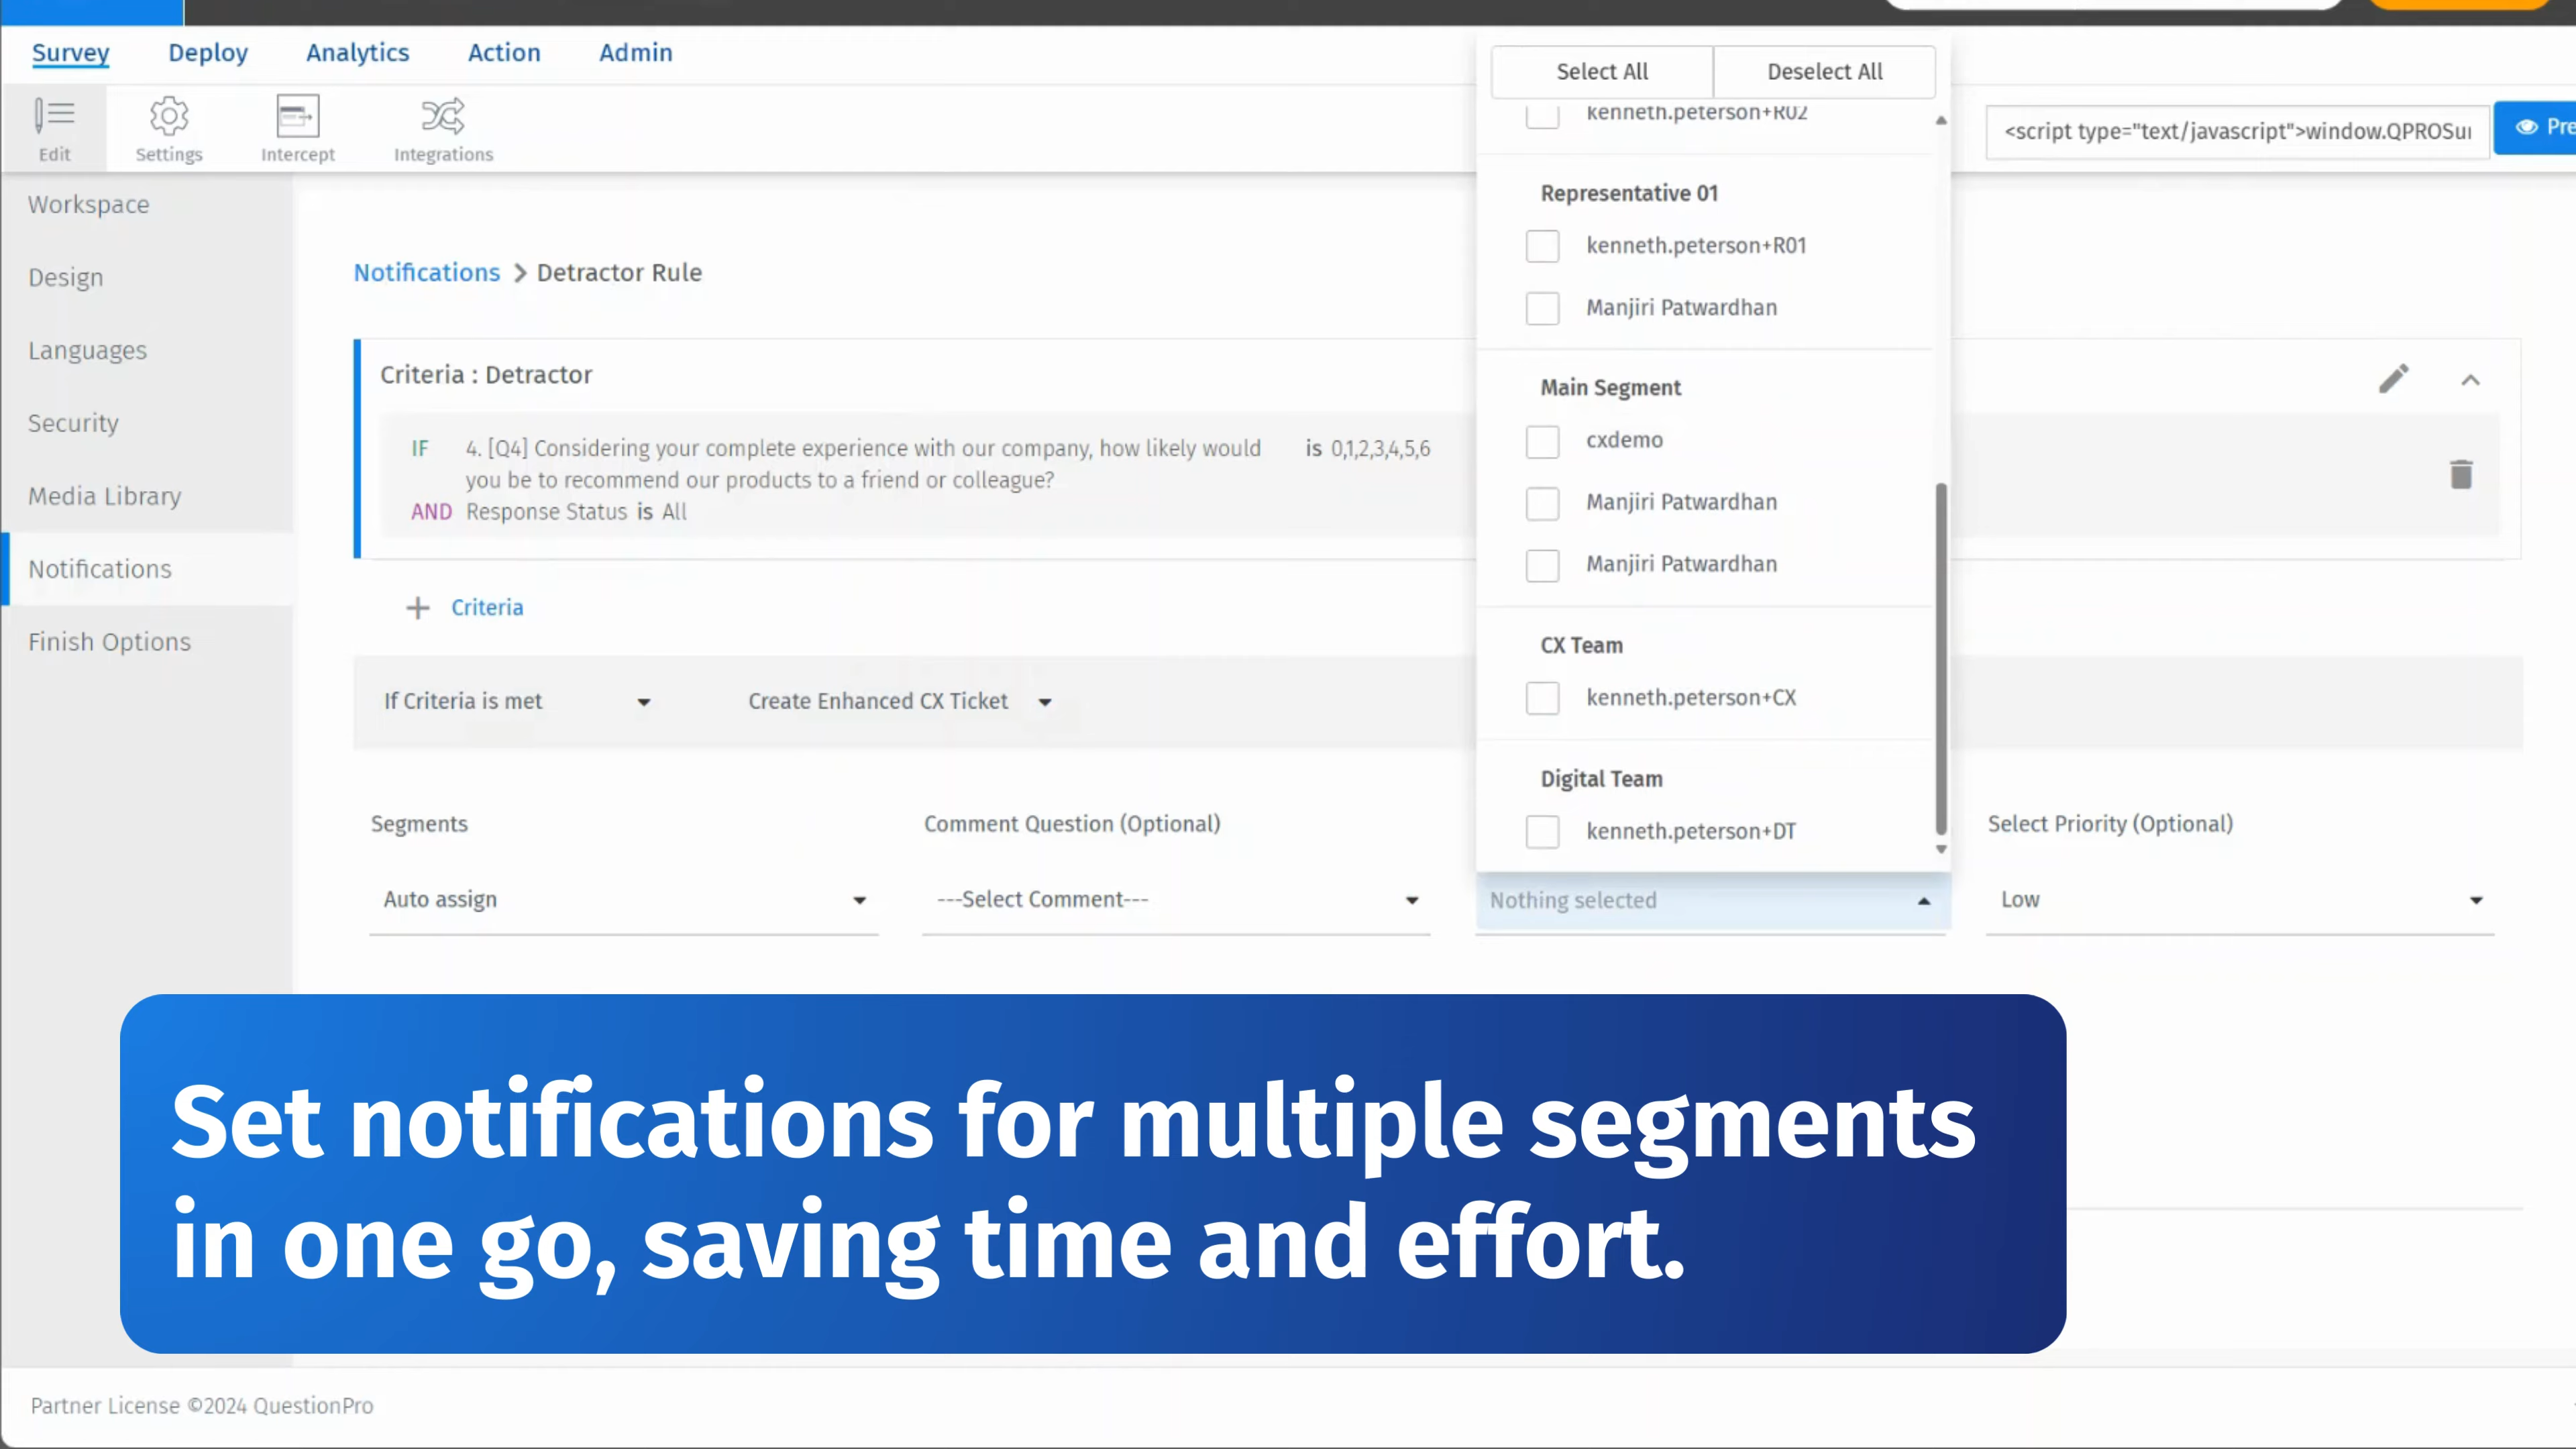 Survey
Deploy
Analytics
Action
Admin
Edit
Settings
Intercept
Integrations
<script type="text/javascript">window.QPROSu
Workspace
Design
Languages
Security
Media Library
Notifications
Finish Options
Notifications > Detractor Rule
Criteria : Detractor
IF 4. [Q4] Considering your complete experience with our company, how likely would is 0,1,2,3,4,5,6
you be to recommend our products to a friend or colleague?
AND Response Status is All
+ Criteria
If Criteria is met
Create Enhanced CX Ticket
Select All
Deselect All
kenneth.peterson+R02
Representative 01
kenneth.peterson+R01
Manjiri Patwardhan
Main Segment
cxdemo
Manjiri Patwardhan
Manjiri Patwardhan
CX Team
kenneth.peterson+CX
Digital Team
kenneth.peterson+DT
Segments
Comment Question (Optional)
Select Priority (Optional)
Auto assign
---Select Comment---
Nothing selected
Low
Set notifications for multiple segments
in one go, saving time and effort.
Partner License ©2024 QuestionPro